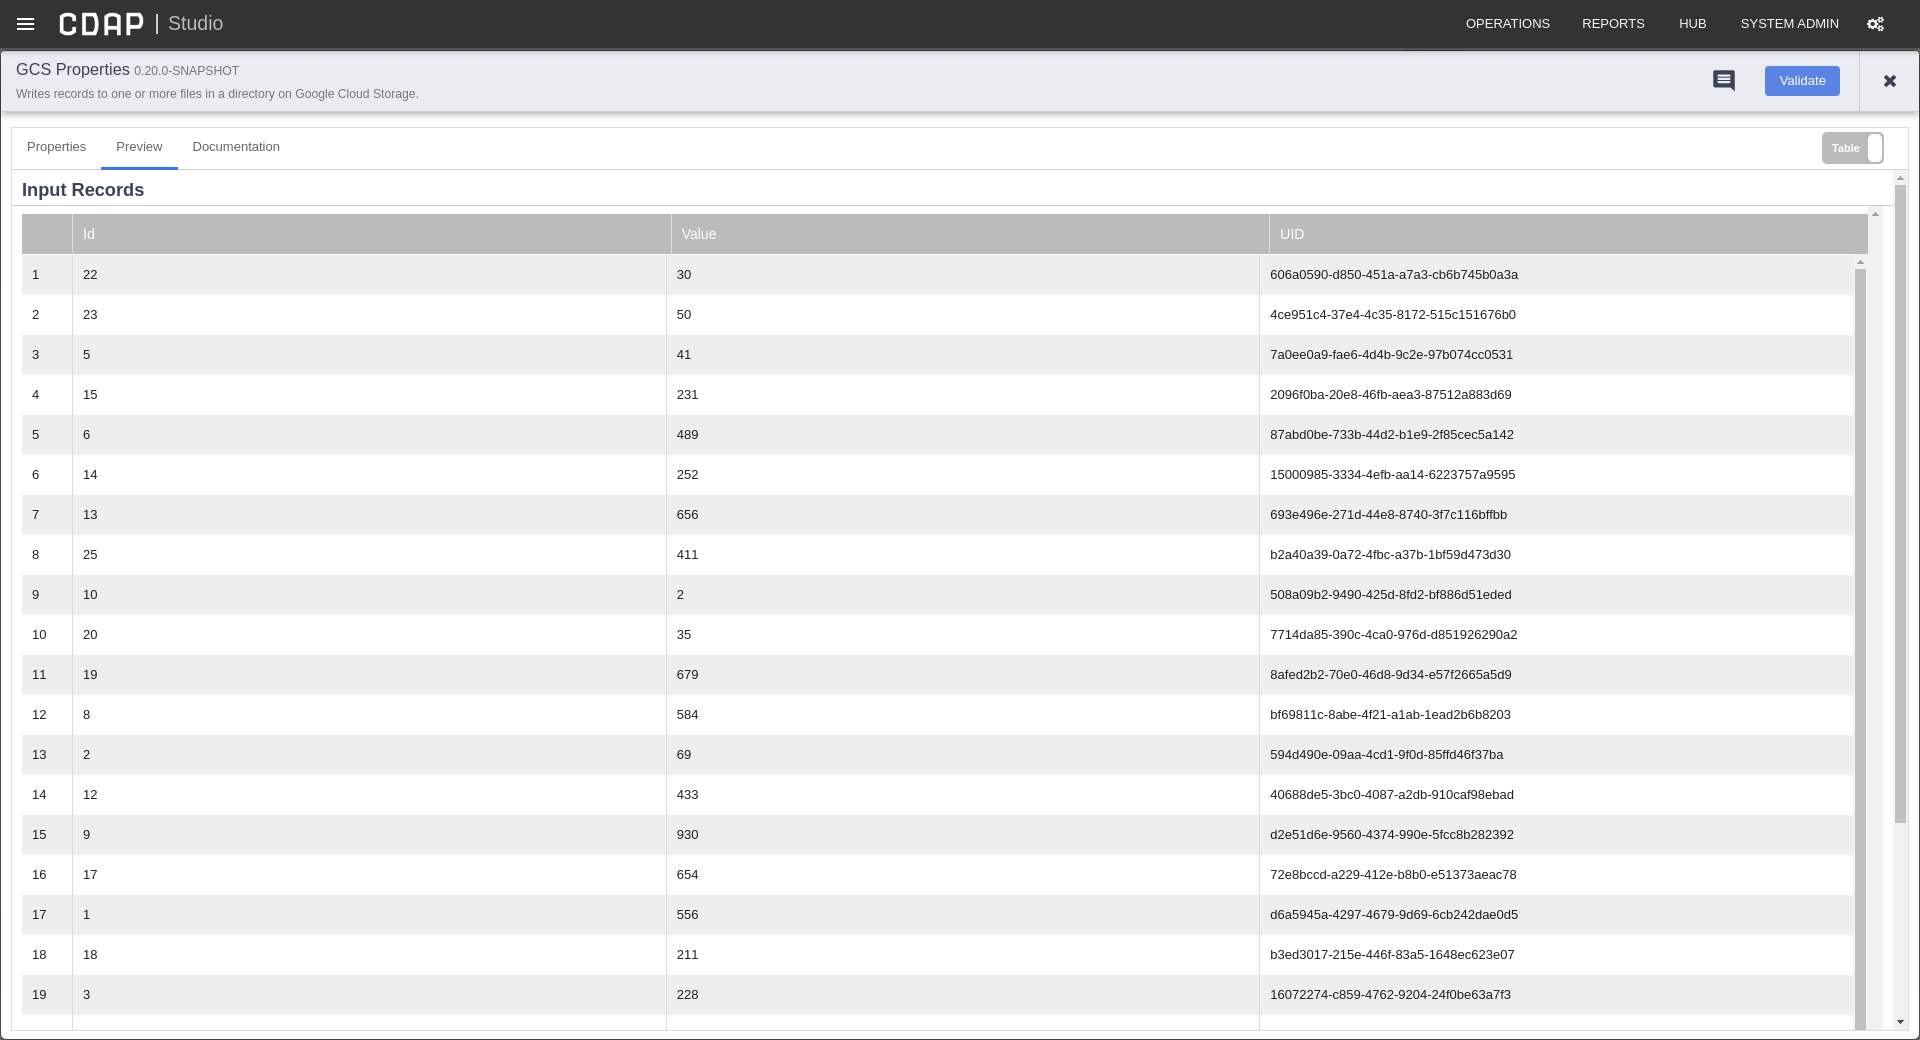 CDAP | Studio OPERATIONS REPORTS HUB SYSTEM ADMIN
GCS Properties 0.20.0-SNAPSHOT
Writes records to one or more files in a directory on Google Cloud Storage.
Validate
Properties Preview Documentation Table
Input Records
Id Value UID
1 22 30 606a0590-d850-451a-a7a3-cb6b745b0a3a
2 23 50 4ce951c4-37e4-4c35-8172-515c151676b0
3 5 41 7a0ee0a9-fae6-4d4b-9c2e-97b074cc0531
4 15 231 2096f0ba-20e8-46fb-aea3-87512a883d69
5 6 489 87abd0be-733b-44d2-b1e9-2f85cec5a142
6 14 252 15000985-3334-4efb-aa14-6223757a9595
7 13 656 693e496e-271d-44e8-8740-3f7c116bffbb
8 25 411 b2a40a39-0a72-4fbc-a37b-1bf59d473d30
9 10 2 508a09b2-9490-425d-8fd2-bf886d51eded
10 20 35 7714da85-390c-4ca0-976d-d851926290a2
11 19 679 8afed2b2-70e0-46d8-9d34-e57f2665a5d9
12 8 584 bf69811c-8abe-4f21-a1ab-1ead2b6b8203
13 2 69 594d490e-09aa-4cd1-9f0d-85ffd46f37ba
14 12 433 40688de5-3bc0-4087-a2db-910caf98ebad
15 9 930 d2e51d6e-9560-4374-990e-5fcc8b282392
16 17 654 72e8bccd-a229-412e-b8b0-e51373aeac78
17 1 556 d6a5945a-4297-4679-9d69-6cb242dae0d5
18 18 211 b3ed3017-215e-446f-83a5-1648ec623e07
19 3 228 16072274-c859-4762-9204-24f0be63a7f3